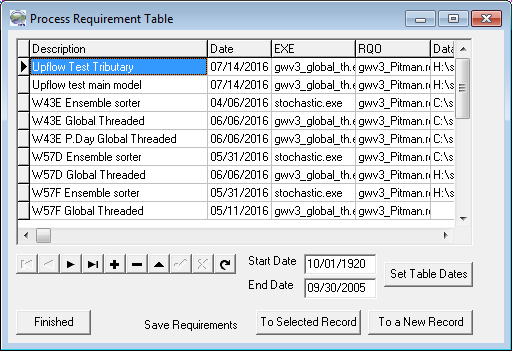 Process Requirement Table
Description Date EXE RQO Data
Upflow Test Tributary 07/14/2016 gwv3_global_th.e gwv3_Pitman.r H:\s
Upflow test main model 07/14/2016 gwv3_global_th.e gwv3_Pitman.r H:\s
W43E Ensemble sorter 04/06/2016 stochastic.exe gwv3_Pitman.r C:\s
W43E Global Threaded 06/06/2016 gwv3_global_th.e gwv3_Pitman.r C:\s
W43E P.Day Global Threaded 06/06/2016 gwv3_global_th.e gwv3_Pitman.r C:\s
W57D Ensemble sorter 05/31/2016 stochastic.exe gwv3_Pitman.r H:\s
W57D Global Threaded 06/06/2016 gwv3_global_th.e gwv3_Pitman.r C:\s
W57F Ensemble sorter 05/31/2016 stochastic.exe gwv3_Pitman.r H:\s
W57F Global Threaded 05/11/2016 gwv3_global_th.e gwv3_Pitman.r C:\s
Start Date 10/01/1920
End Date 09/30/2005
Set Table Dates
Finished Save Requirements To Selected Record To a New Record